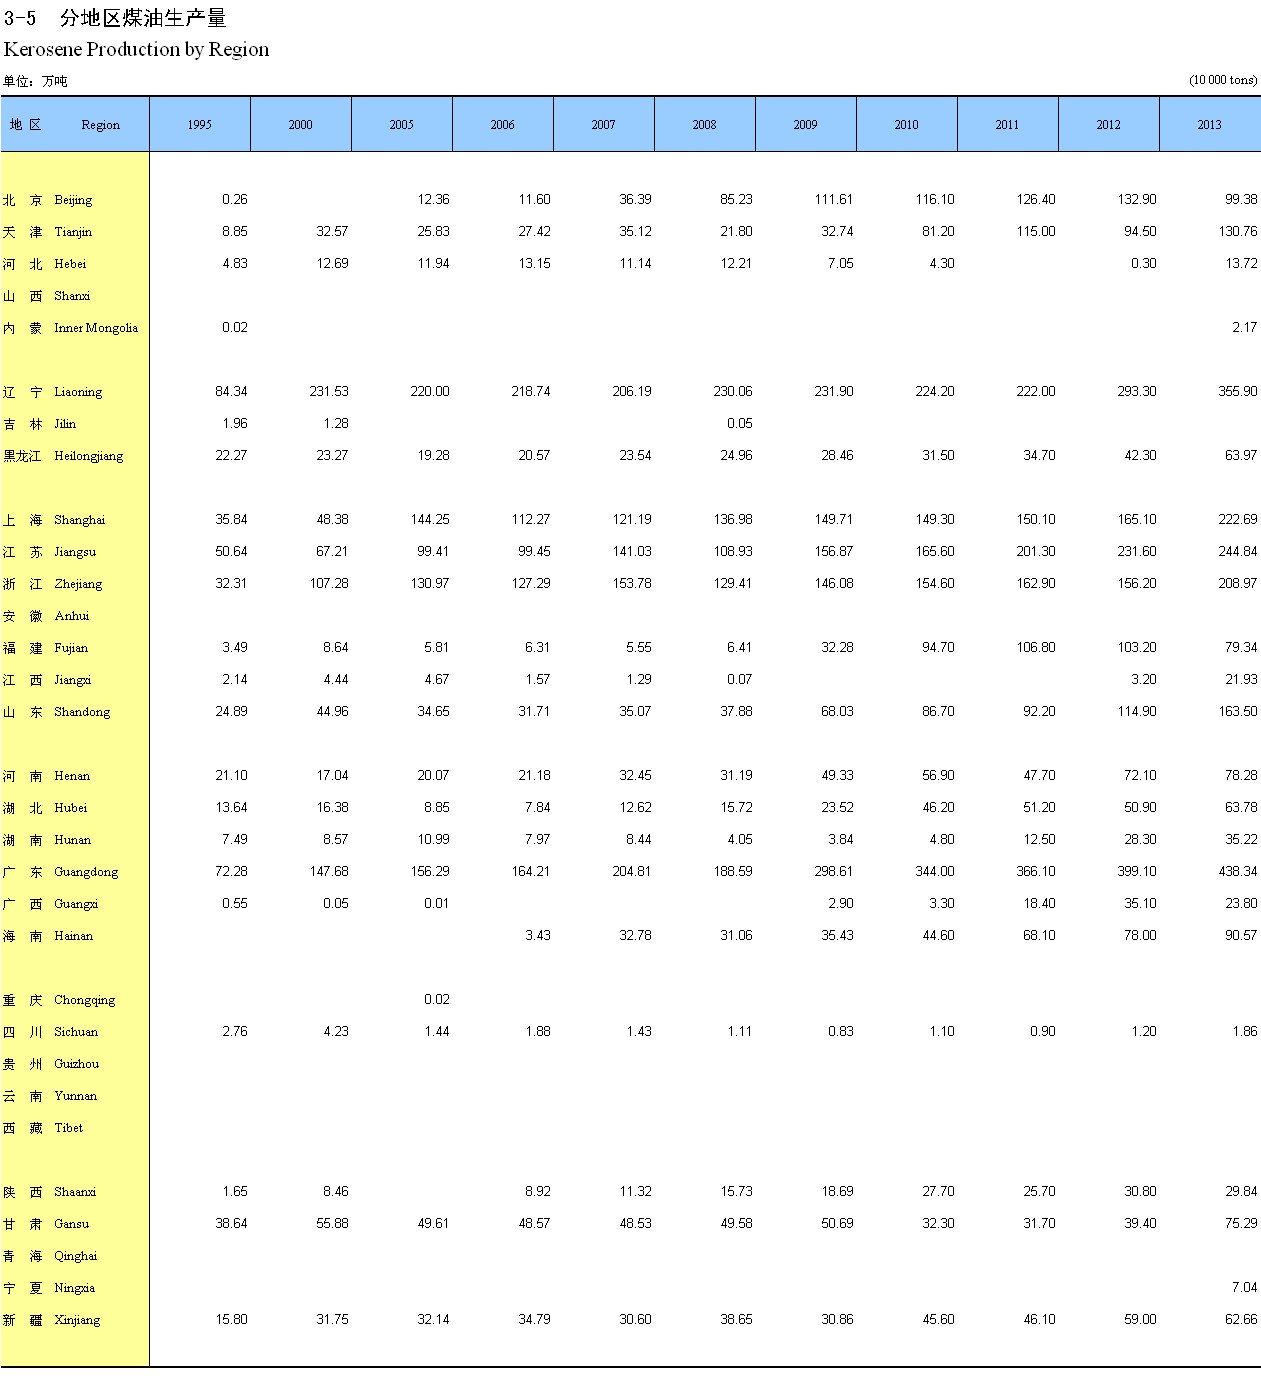 3-5 分地区煤油生产量
Kerosene Production by Region
单位：万吨 (10 000 tons)
地 区 Region 1995 2000 2005 2006 2007 2008 2009 2010 2011 2012 2013
北 京 Beijing 0.26 12.36 11.60 36.39 85.23 111.61 116.10 126.40 132.90 99.38
天 津 Tianjin 8.85 32.57 25.83 27.42 35.12 21.80 32.74 81.20 115.00 94.50 130.76
河 北 Hebei 4.83 12.69 11.94 13.15 11.14 12.21 7.05 4.30 0.30 13.72
山 西 Shanxi
内 蒙 Inner Mongolia 0.02 2.17
辽 宁 Liaoning 84.34 231.53 220.00 218.74 206.19 230.06 231.90 224.20 222.00 293.30 355.90
吉 林 Jilin 1.96 1.28 0.05
黑龙江 Heilongjiang 22.27 23.27 19.28 20.57 23.54 24.96 28.46 31.50 34.70 42.30 63.97
上 海 Shanghai 35.84 48.38 144.25 112.27 121.19 136.98 149.71 149.30 150.10 165.10 222.69
江 苏 Jiangsu 50.64 67.21 99.41 99.45 141.03 108.93 156.87 165.60 201.30 231.60 244.84
浙 江 Zhejiang 32.31 107.28 130.97 127.29 153.78 129.41 146.08 154.60 162.90 156.20 208.97
安 徽 Anhui
福 建 Fujian 3.49 8.64 5.81 6.31 5.55 6.41 32.28 94.70 106.80 103.20 79.34
江 西 Jiangxi 2.14 4.44 4.67 1.57 1.29 0.07 3.20 21.93
山 东 Shandong 24.89 44.96 34.65 31.71 35.07 37.88 68.03 86.70 92.20 114.90 163.50
河 南 Henan 21.10 17.04 20.07 21.18 32.45 31.19 49.33 56.90 47.70 72.10 78.28
湖 北 Hubei 13.64 16.38 8.85 7.84 12.62 15.72 23.52 46.20 51.20 50.90 63.78
湖 南 Hunan 7.49 8.57 10.99 7.97 8.44 4.05 3.84 4.80 12.50 28.30 35.22
广 东 Guangdong 72.28 147.68 156.29 164.21 204.81 188.59 298.61 344.00 366.10 399.10 438.34
广 西 Guangxi 0.55 0.05 0.01 2.90 3.30 18.40 35.10 23.80
海 南 Hainan 3.43 32.78 31.06 35.43 44.60 68.10 78.00 90.57
重 庆 Chongqing 0.02
四 川 Sichuan 2.76 4.23 1.44 1.88 1.43 1.11 0.83 1.10 0.90 1.20 1.86
贵 州 Guizhou
云 南 Yunnan
西 藏 Tibet
陕 西 Shaanxi 1.65 8.46 8.92 11.32 15.73 18.69 27.70 25.70 30.80 29.84
甘 肃 Gansu 38.64 55.88 49.61 48.57 48.53 49.58 50.69 32.30 31.70 39.40 75.29
青 海 Qinghai
宁 夏 Ningxia 7.04
新 疆 Xinjiang 15.80 31.75 32.14 34.79 30.60 38.65 30.86 45.60 46.10 59.00 62.66